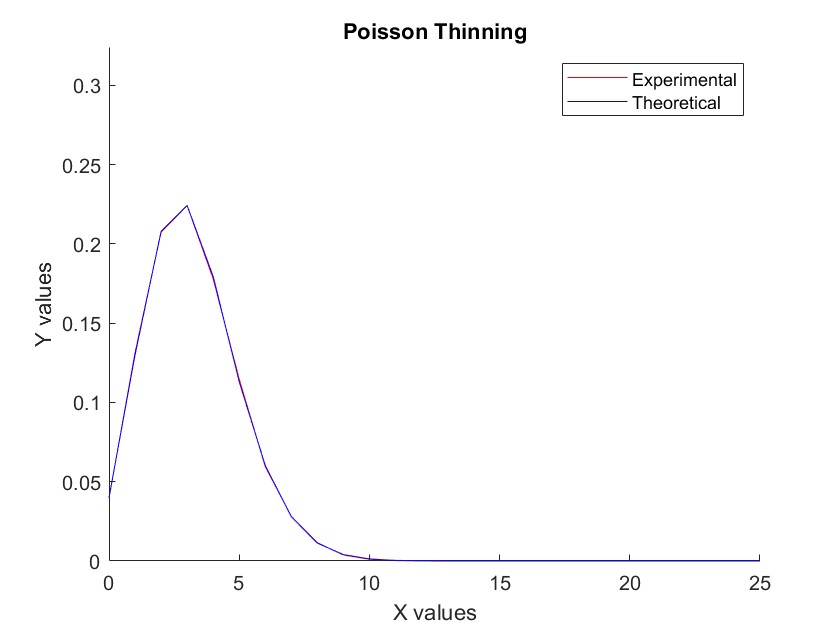 Poisson Thinning
Experimental
Theoretical
0.3
0.25
0.2
0.15
0.1
0.05
0
Y values
0 5 10 15 20 25
X values